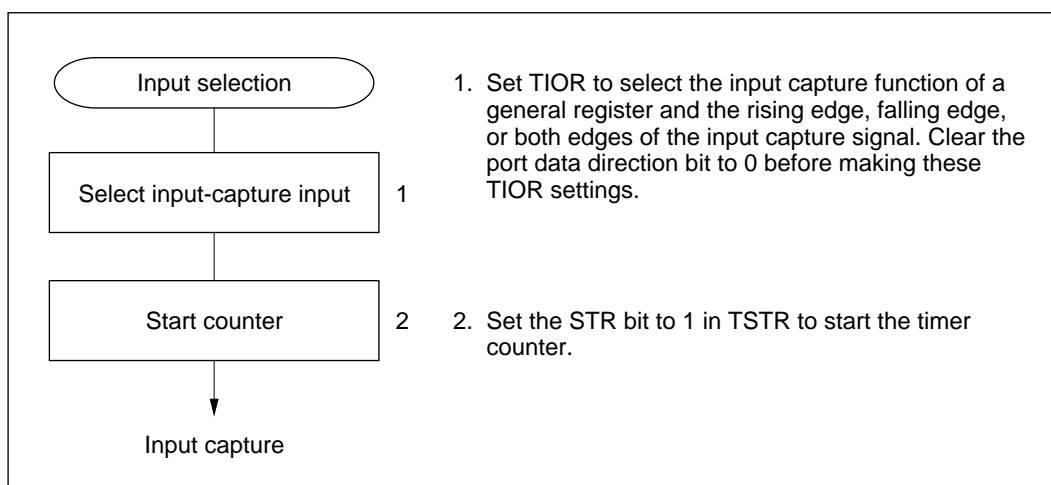 Input selection
Select input-capture input 1
Start counter 2
Input capture
1. Set TIOR to select the input capture function of a
general register and the rising edge, falling edge,
or both edges of the input capture signal. Clear the
port data direction bit to 0 before making these
TIOR settings.
2. Set the STR bit to 1 in TSTR to start the timer
counter.